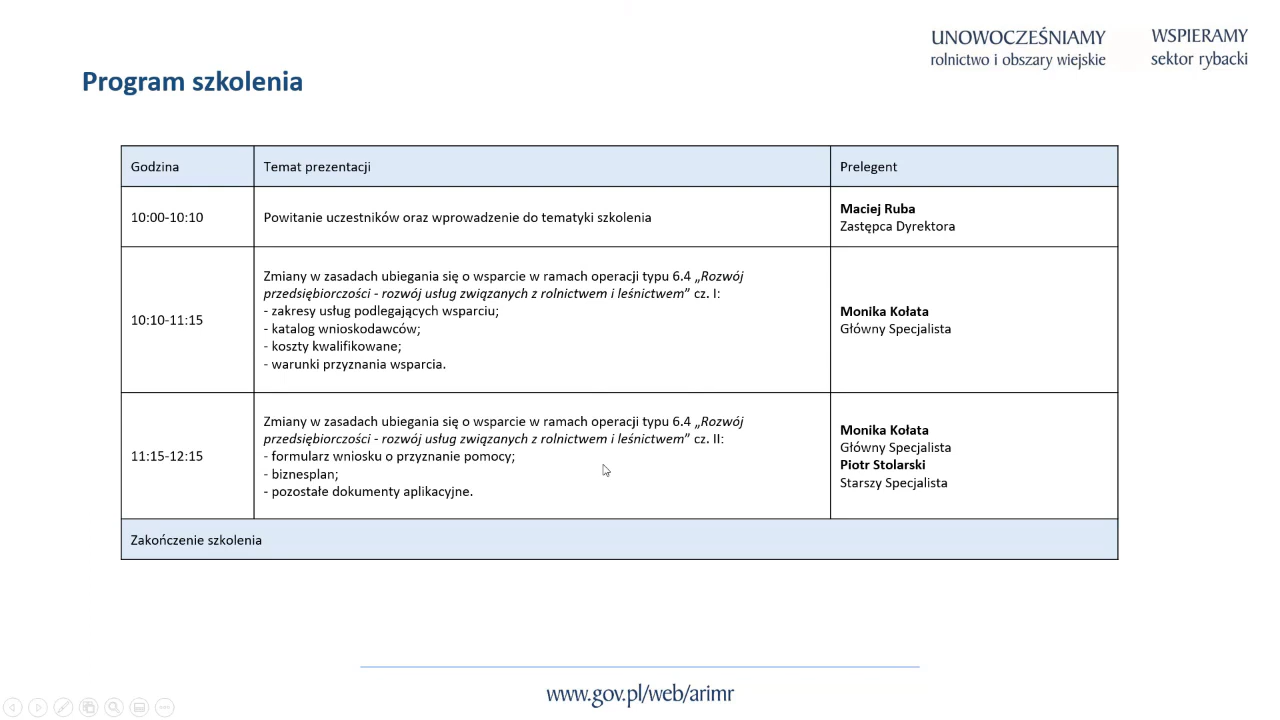 UNOWOCZEŚNIAMY
rolnictwo i obszary wiejskie
WSPIERAMY
sektor rybacki
Program szkolenia
Godzina
Temat prezentacji
Prelegent
10:00-10:10
Powitanie uczestników oraz wprowadzenie do tematyki szkolenia
Maciej Ruba
Zastępca Dyrektora
10:10-11:15
Zmiany w zasadach ubiegania się o wsparcie w ramach operacji typu 6.4 „Rozwój
przedsiębiorczości - rozwój usług związanych z rolnictwem i leśnictwem” cz. I:
- zakresy usług podlegających wsparciu;
- katalog wnioskodawców;
- koszty kwalifikowane;
- warunki przyznania wsparcia.
Monika Kołata
Główny Specjalista
11:15-12:15
Zmiany w zasadach ubiegania się o wsparcie w ramach operacji typu 6.4 „Rozwój
przedsiębiorczości - rozwój usług związanych z rolnictwem i leśnictwem” cz. II:
- formularz wniosku o przyznanie pomocy;
- biznesplan;
- pozostałe dokumenty aplikacyjne.
Monika Kołata
Główny Specjalista
Piotr Stolarski
Starszy Specjalista
Zakończenie szkolenia
www.gov.pl/web/arimr